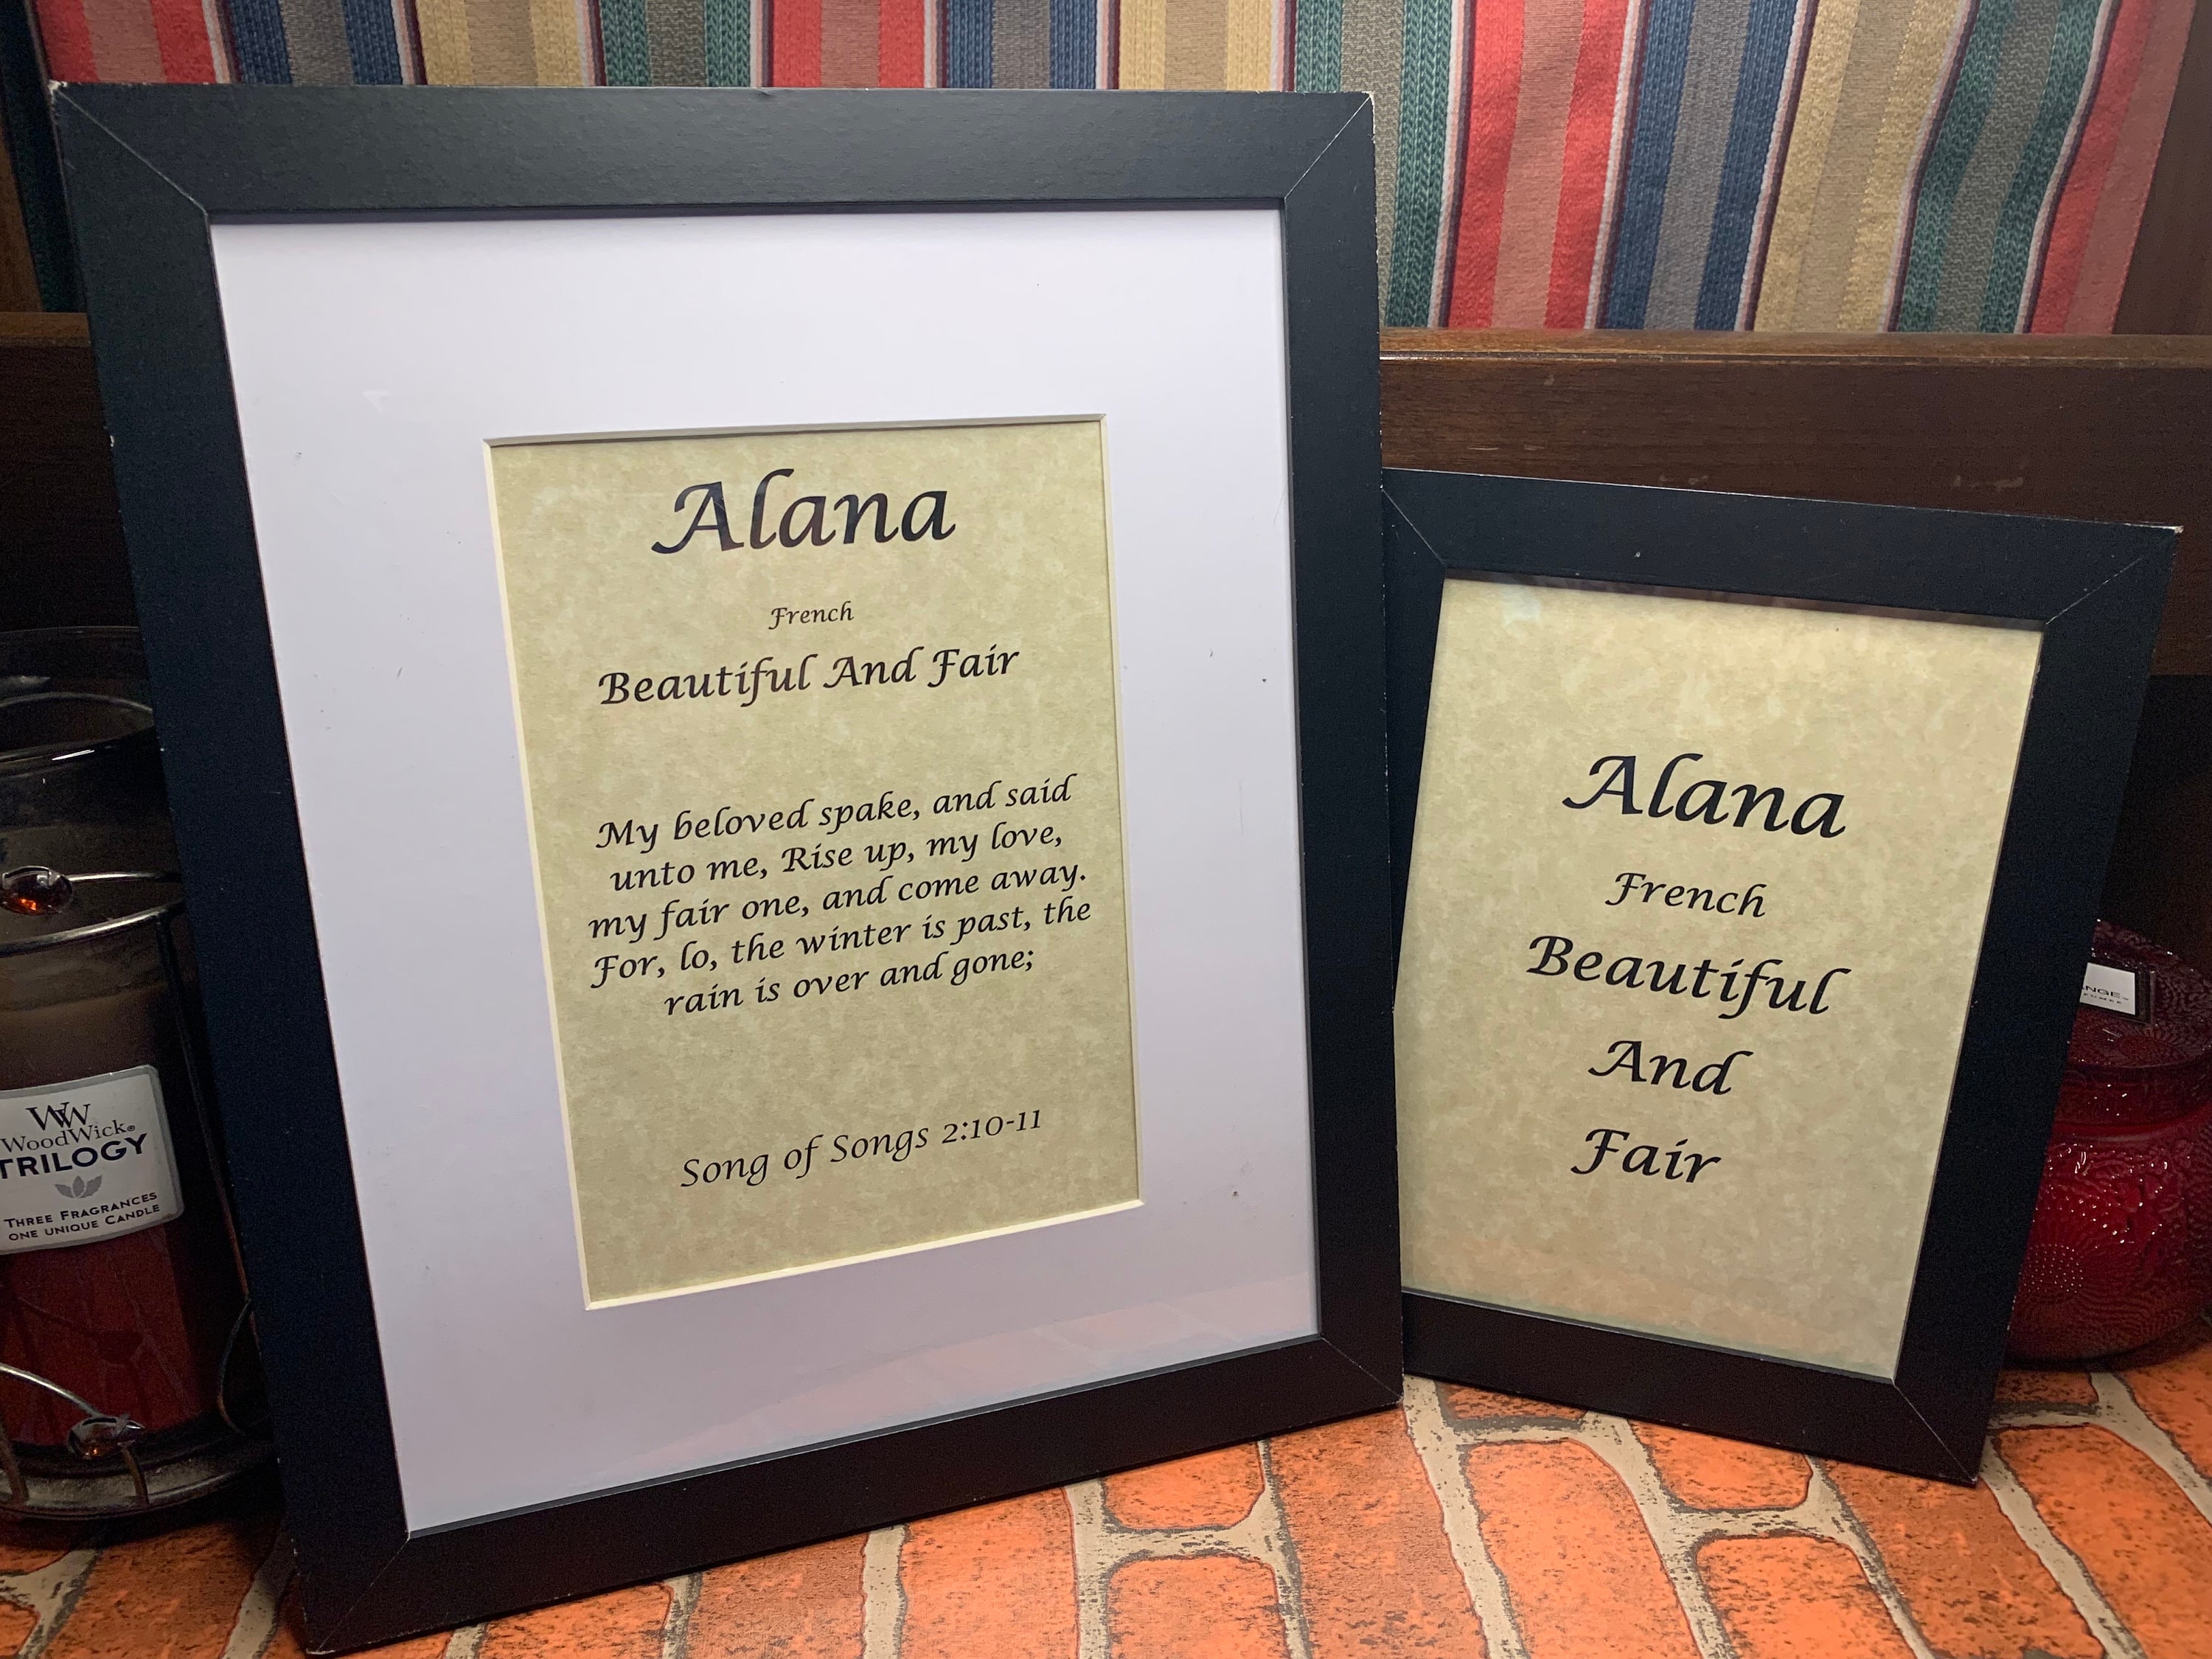 Alana
French
Beautiful And Fair
My beloved spake, and said
unto me, Rise up, my love,
my fair one, and come away.
For, lo, the winter is past, the
rain is over and gone;
Song of Songs 2:10-11
Alana
French
Beautiful
And
Fair
WW
WoodWick®
TRILOGY
THREE FRAGRANCES
ONE UNIQUE CANDLE